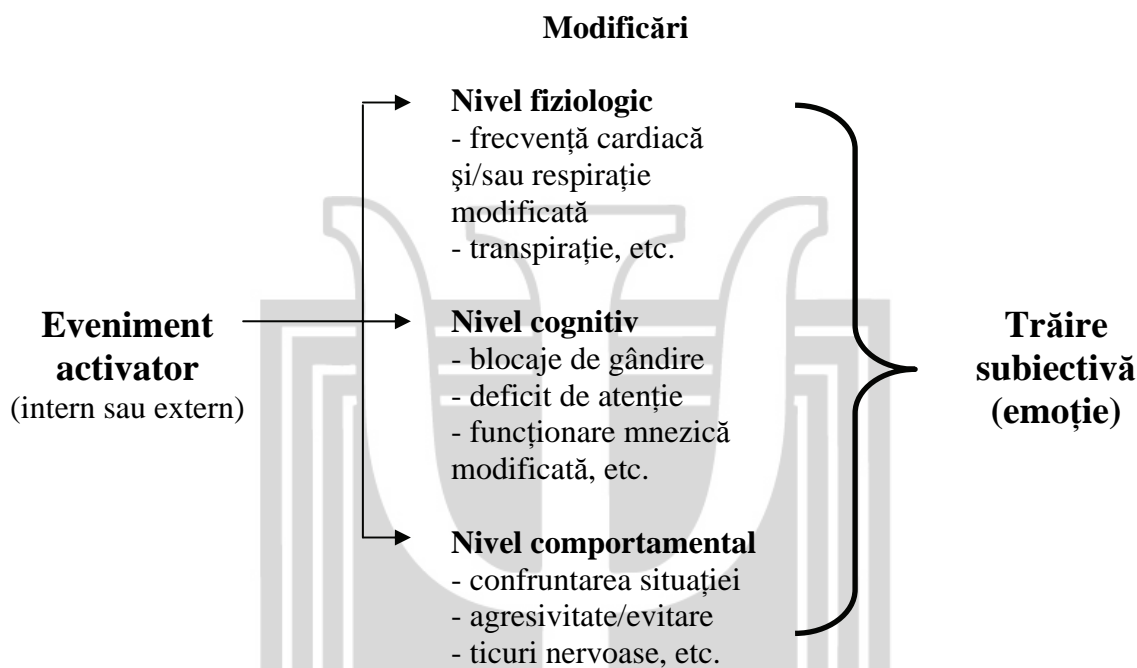 Modificări
Nivel fiziologic
- frecvență cardiacă
şi/sau respirație
modificată
- transpirație, etc.
Eveniment
activator
(intern sau extern)
Nivel cognitiv
- blocaje de gândire
- deficit de atenție
- funcționare mnezică
modificată, etc.
Nivel comportamental
- confruntarea situației
- agresivitate/evitare
- ticuri nervoase, etc.
Trăire
subiectivă
(emoție)